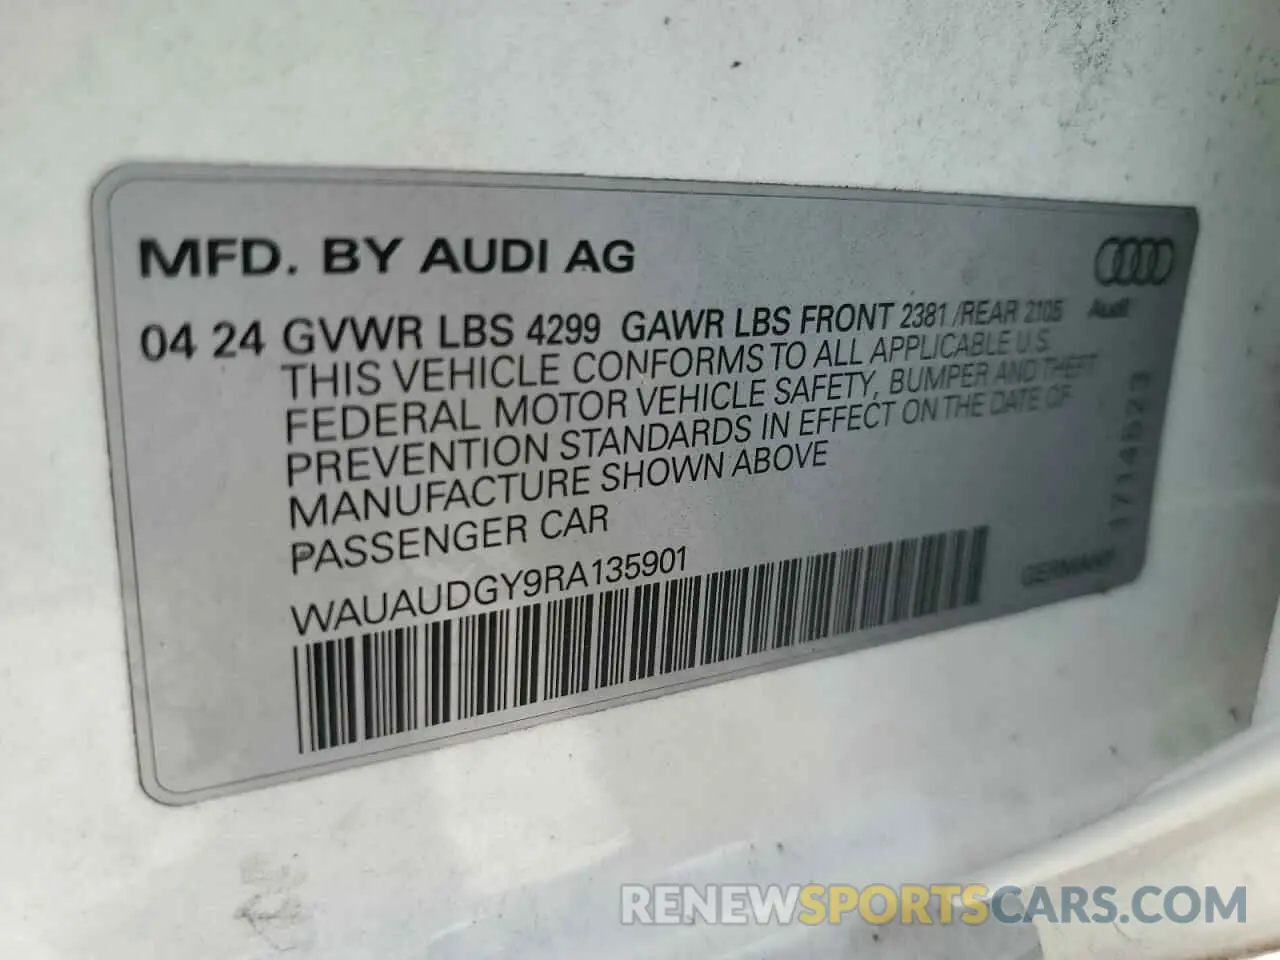 MFD. BY AUDI AG
Audi
04 24 GVWR LBS 4299 GAWR LBS FRONT 2381 /REAR 2105
THIS VEHICLE CONFORMS TO ALL APPLICABLE U.S.
FEDERAL MOTOR VEHICLE SAFETY, BUMPER AND THEFT
PREVENTION STANDARDS IN EFFECT ON THE DATE OF
MANUFACTURE SHOWN ABOVE
PASSENGER CAR
WAUAUDGY9RA135901
GERMANY
RENEWSPORTSCARS.COM